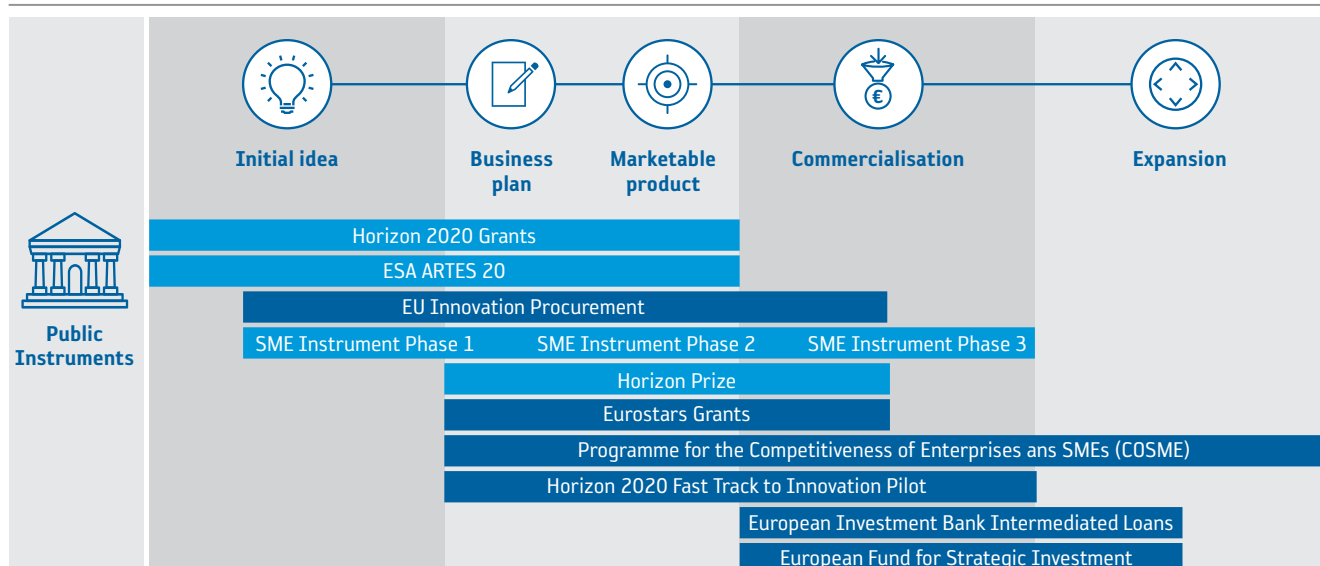 €
Initial idea
Business
plan
Marketable
product
Commercialisation
Expansion
Public
Instruments
Horizon 2020 Grants
ESA ARTES 20
EU Innovation Procurement
SME Instrument Phase 1 SME Instrument Phase 2 SME Instrument Phase 3
Horizon Prize
Eurostars Grants
Programme for the Competitiveness of Enterprises ans SMEs (COSME)
Horizon 2020 Fast Track to Innovation Pilot
European Investment Bank Intermediated Loans
European Fund for Strategic Investment